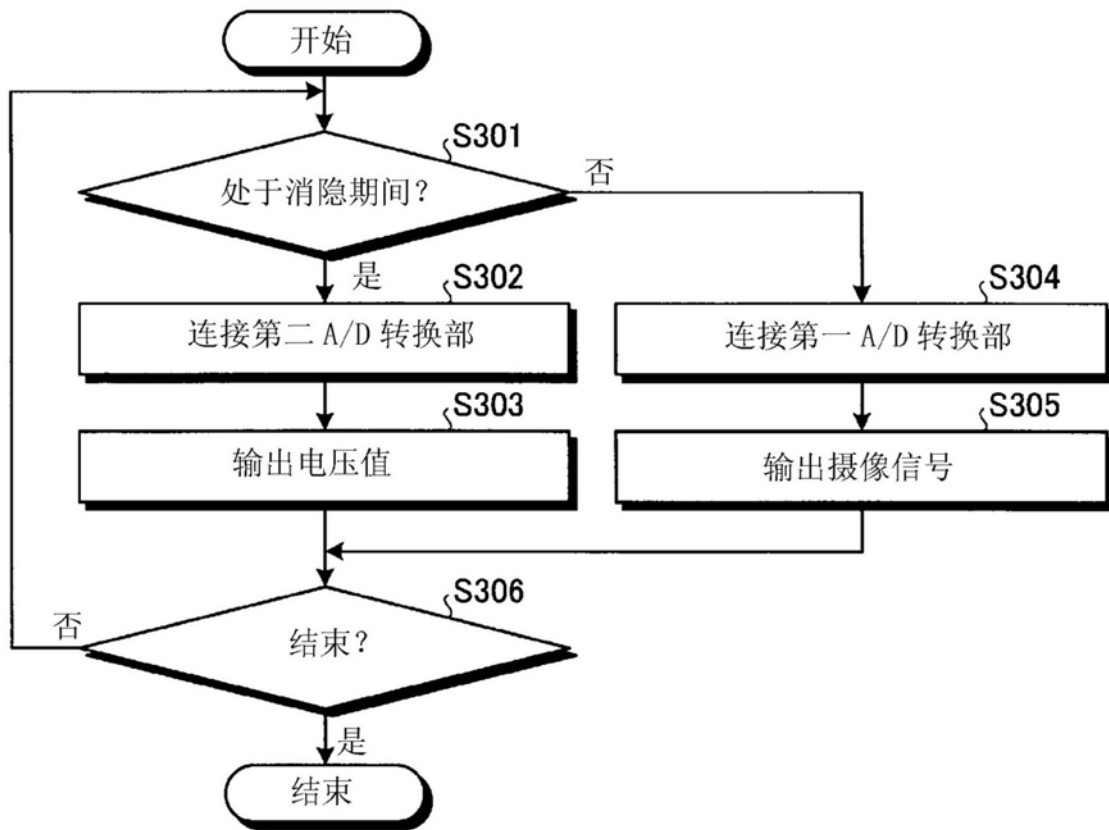 开始
S301
处于消隐期间？
否
是
S302
连接第二 A/D 转换部
S304
连接第一 A/D 转换部
S303
输出电压值
S305
输出摄像信号
S306
结束？
否
是
结束